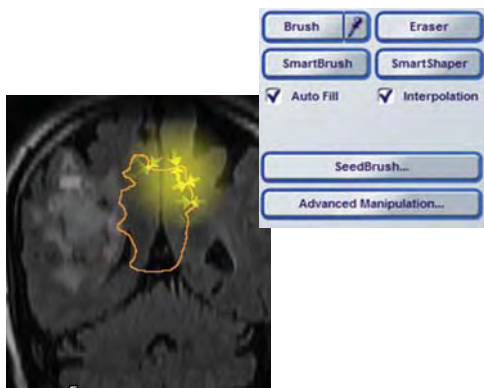 Brush
Eraser
SmartBrush
SmartShaper
Auto Fill
Interpolation
SeedBrush...
Advanced Manipulation...